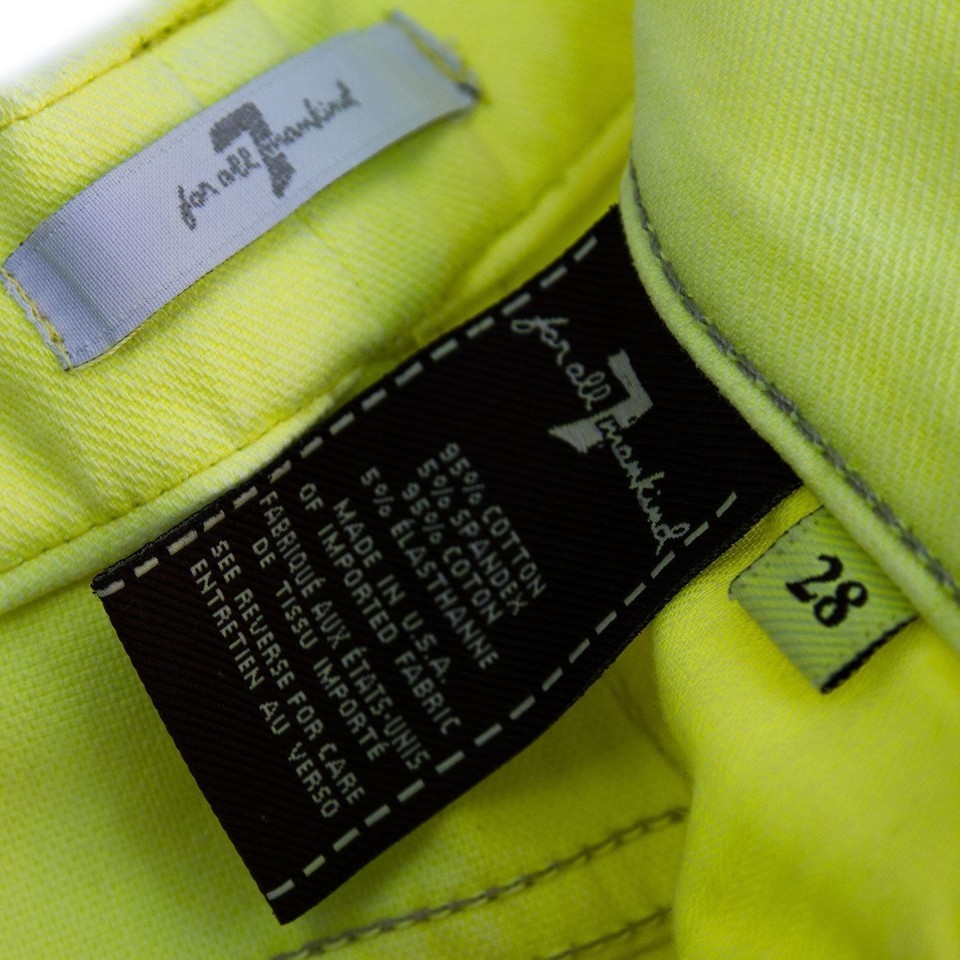 for all 7 mankind
for all 7 mankind
95% COTTON
5% SPANDEX
95% COTON
5% ÉLASTHANNE
MADE IN U.S.A.
OF IMPORTED FABRIC
FABRIQUÉ AUX ÉTATS-UNIS
DE TISSU IMPORTÉ
SEE REVERSE FOR CARE
ENTRETIEN AU VERSO
28